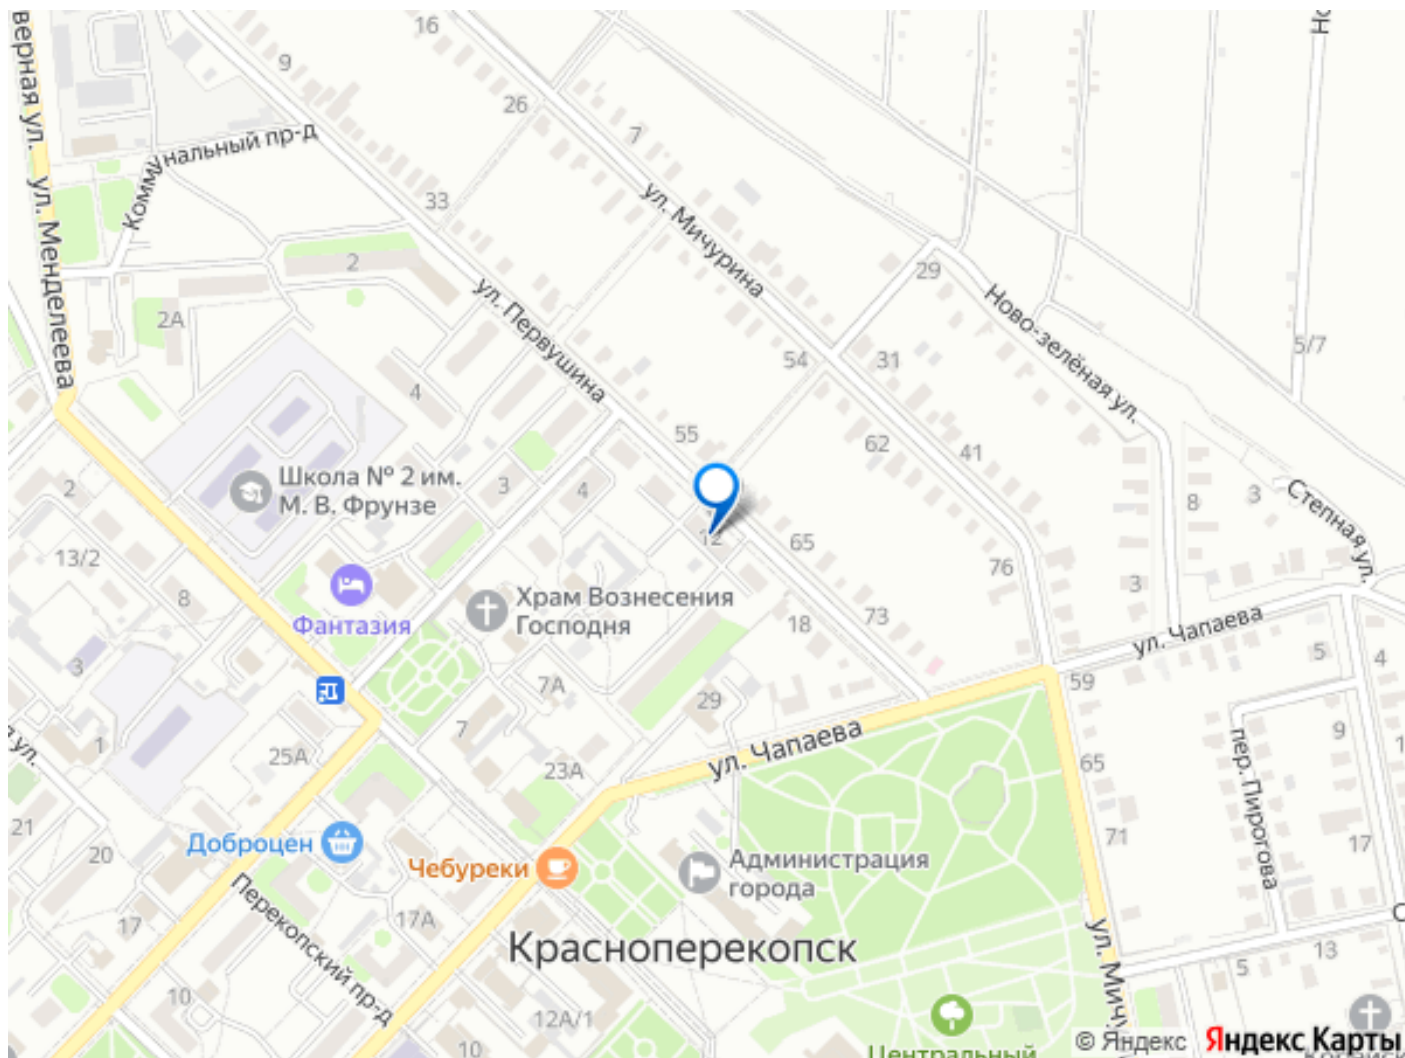 16
9
верная ул.
26
7
Коммунальный пр-д
33
ул. Мичурина
ул. Менделеева
2
29
2А
ул. Первушина
Ново-зелёная ул.
5/7
54
31
4
55
62
41
Школа № 2 им.
М. В. Фрунзе
3
4
2
8
3
Степная ул.
12
65
13/2
76
3
8
Фантазия
Храм Вознесения
Господня
18
73
ул. Чапаева
3
7А
5
4
59
29
7
1
25А
ул. Чапаева
9
1
23А
65
пер. Пирогова
21
20
Доброцен
Чебуреки
Администрация
города
71
17
17
17А
Перекопский пр-д
Красноперекопск
ул. Мичу
13
5
10
12А/1
10
Центральный
© Яндекс
Яндекс Карты